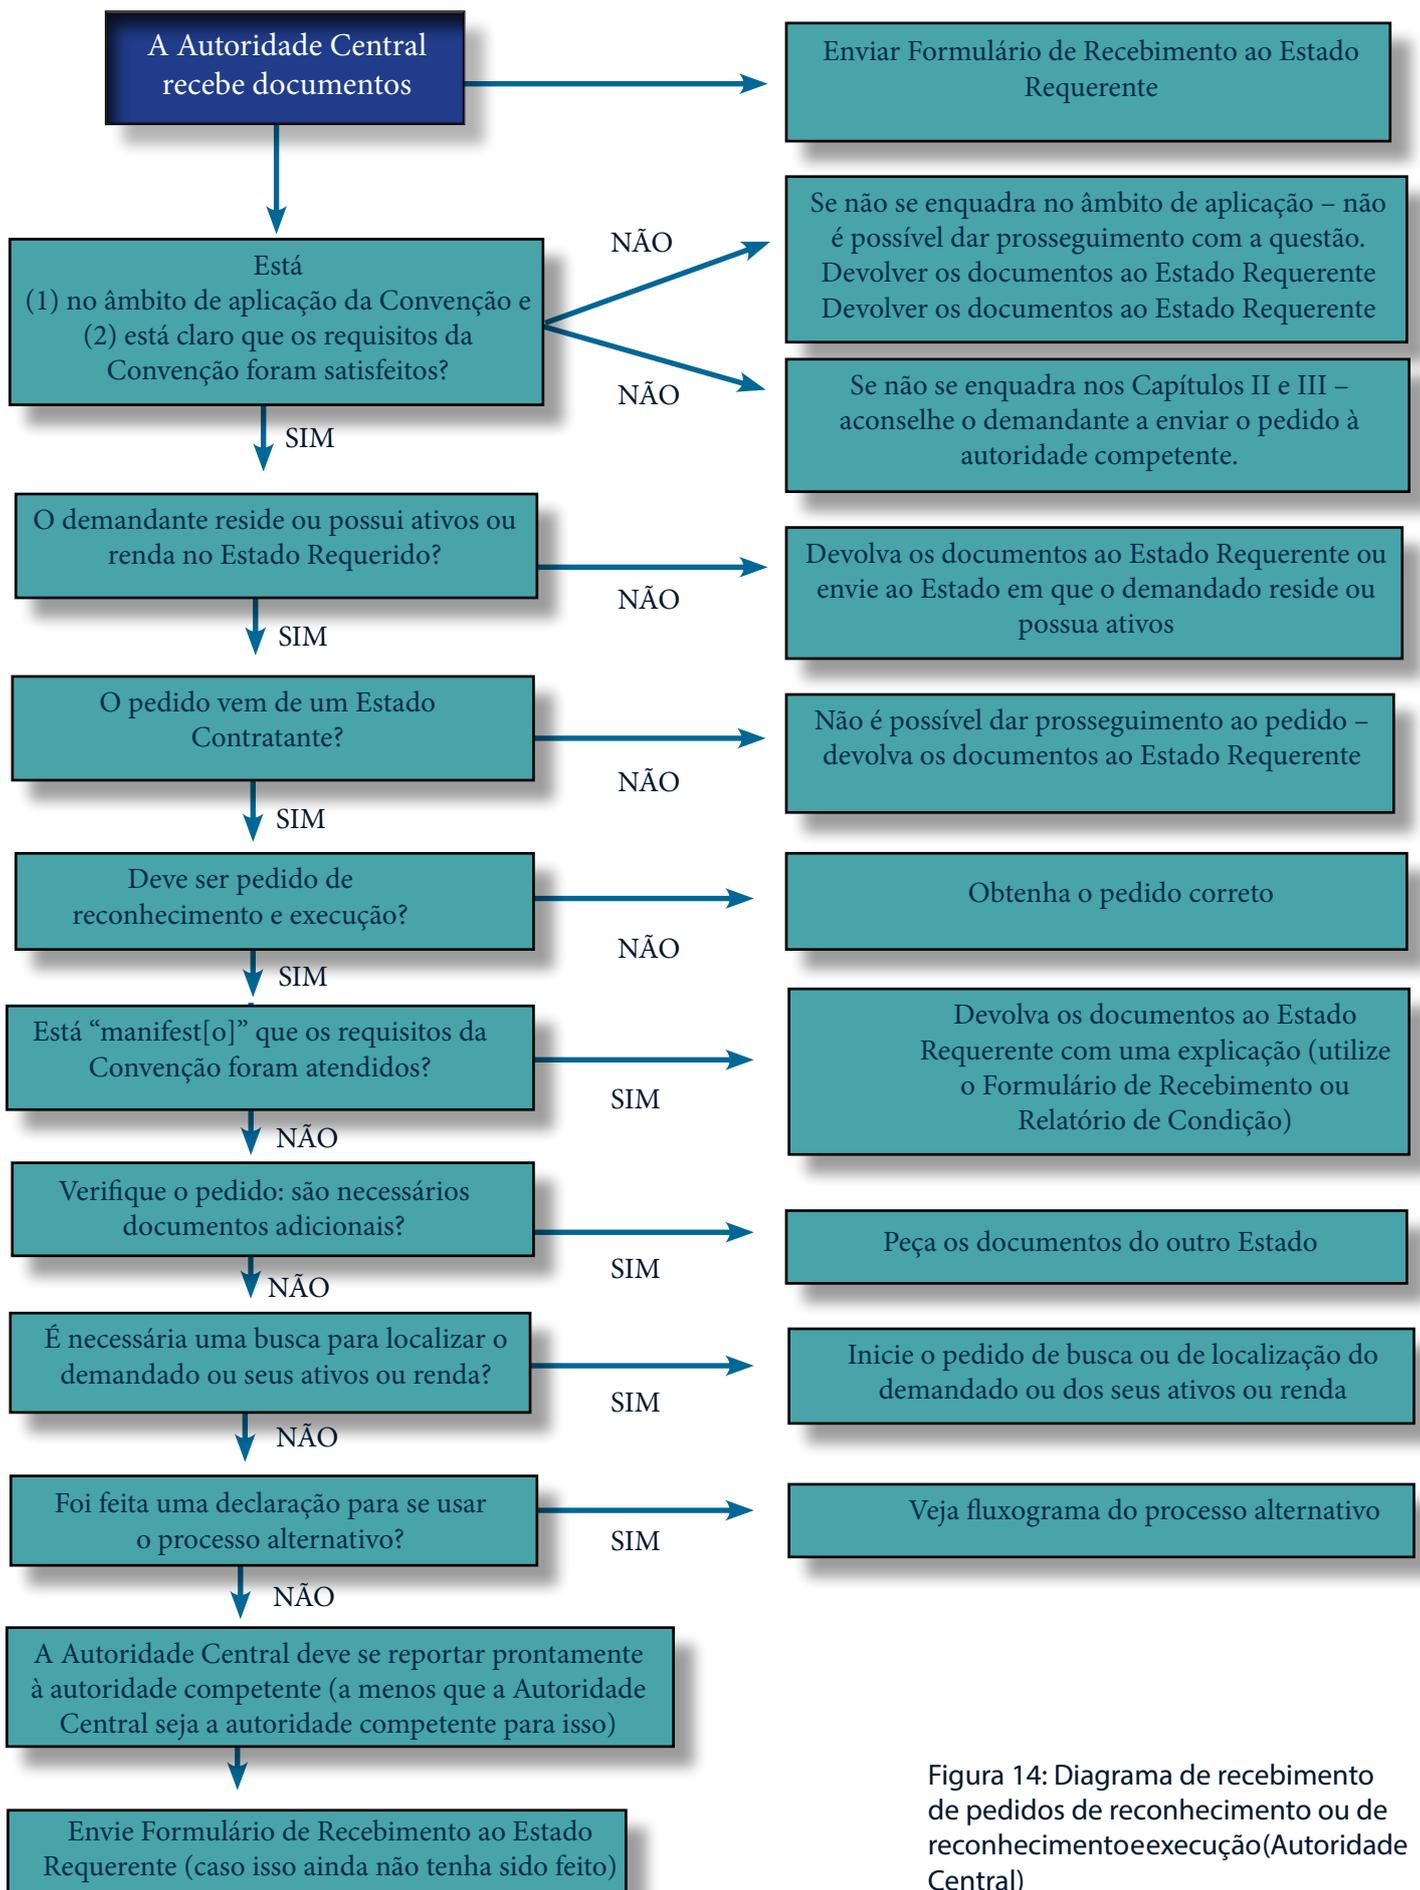 A Autoridade Central
recebe documentos
Enviar Formulário de Recebimento ao Estado
Requerente
Está
(1) no âmbito de aplicação da Convenção e
(2) está claro que os requisitos da
Convenção foram satisfeitos?
NÃO
Se não se enquadra no âmbito de aplicação – não
é possível dar prosseguimento com a questão.
Devolver os documentos ao Estado Requerente
Devolver os documentos ao Estado Requerente
NÃO
Se não se enquadra nos Capítulos II e III –
aconselhe o demandante a enviar o pedido à
autoridade competente.
SIM
O demandante reside ou possui ativos ou
renda no Estado Requerido?
NÃO
Devolva os documentos ao Estado Requerente ou
envie ao Estado em que o demandado reside ou
possua ativos
SIM
O pedido vem de um Estado
Contratante?
NÃO
Não é possível dar prosseguimento ao pedido –
devolva os documentos ao Estado Requerente
SIM
Deve ser pedido de
reconhecimento e execução?
NÃO
Obtenha o pedido correto
SIM
Está “manifest[o]” que os requisitos da
Convenção foram atendidos?
SIM
Devolva os documentos ao Estado
Requerente com uma explicação (utilize
o Formulário de Recebimento ou
Relatório de Condição)
NÃO
Verifique o pedido: são necessários
documentos adicionais?
SIM
Peça os documentos do outro Estado
NÃO
É necessária uma busca para localizar o
demandado ou seus ativos ou renda?
SIM
Inicie o pedido de busca ou de localização do
demandado ou dos seus ativos ou renda
NÃO
Foi feita uma declaração para se usar
o processo alternativo?
SIM
Veja fluxograma do processo alternativo
NÃO
A Autoridade Central deve se reportar prontamente
à autoridade competente (a menos que a Autoridade
Central seja a autoridade competente para isso)
Envie Formulário de Recebimento ao Estado
Requerente (caso isso ainda não tenha sido feito)
Figura 14: Diagrama de recebimento
de pedidos de reconhecimento ou de
reconhecimentoeexecução(Autoridade
Central)